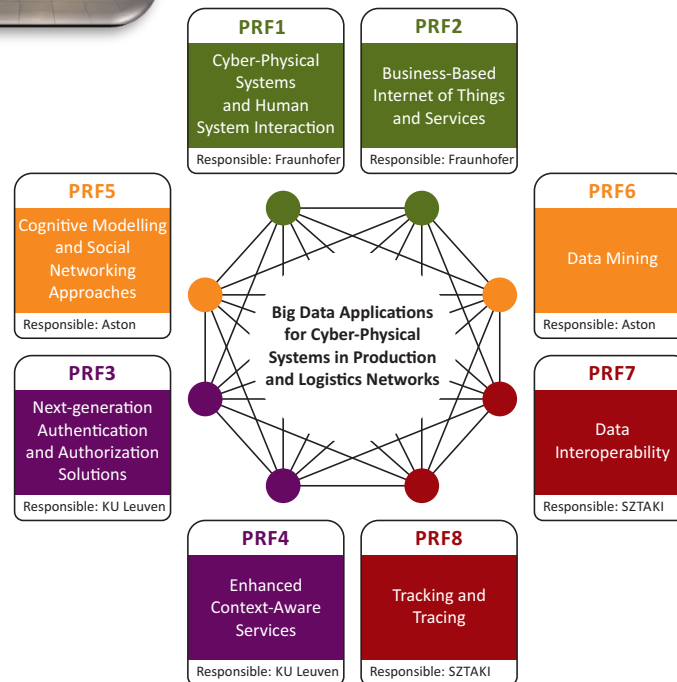 PRF1
Cyber-Physical
Systems
and Human
System Interaction
Responsible: Fraunhofer
PRF2
Business-Based
Internet of Things
and Services
Responsible: Fraunhofer
PRF5
Cognitive Modelling
and Social
Networking
Approaches
Responsible: Aston
PRF6
Data Mining
Responsible: Aston
Big Data Applications
for Cyber-Physical
Systems in Production
and Logistics Networks
PRF3
Next-generation
Authentication
and Authorization
Solutions
Responsible: KU Leuven
PRF7
Data
Interoperability
Responsible: SZTAKI
PRF4
Enhanced
Context-Aware
Services
Responsible: KU Leuven
PRF8
Tracking and
Tracing
Responsible: SZTAKI